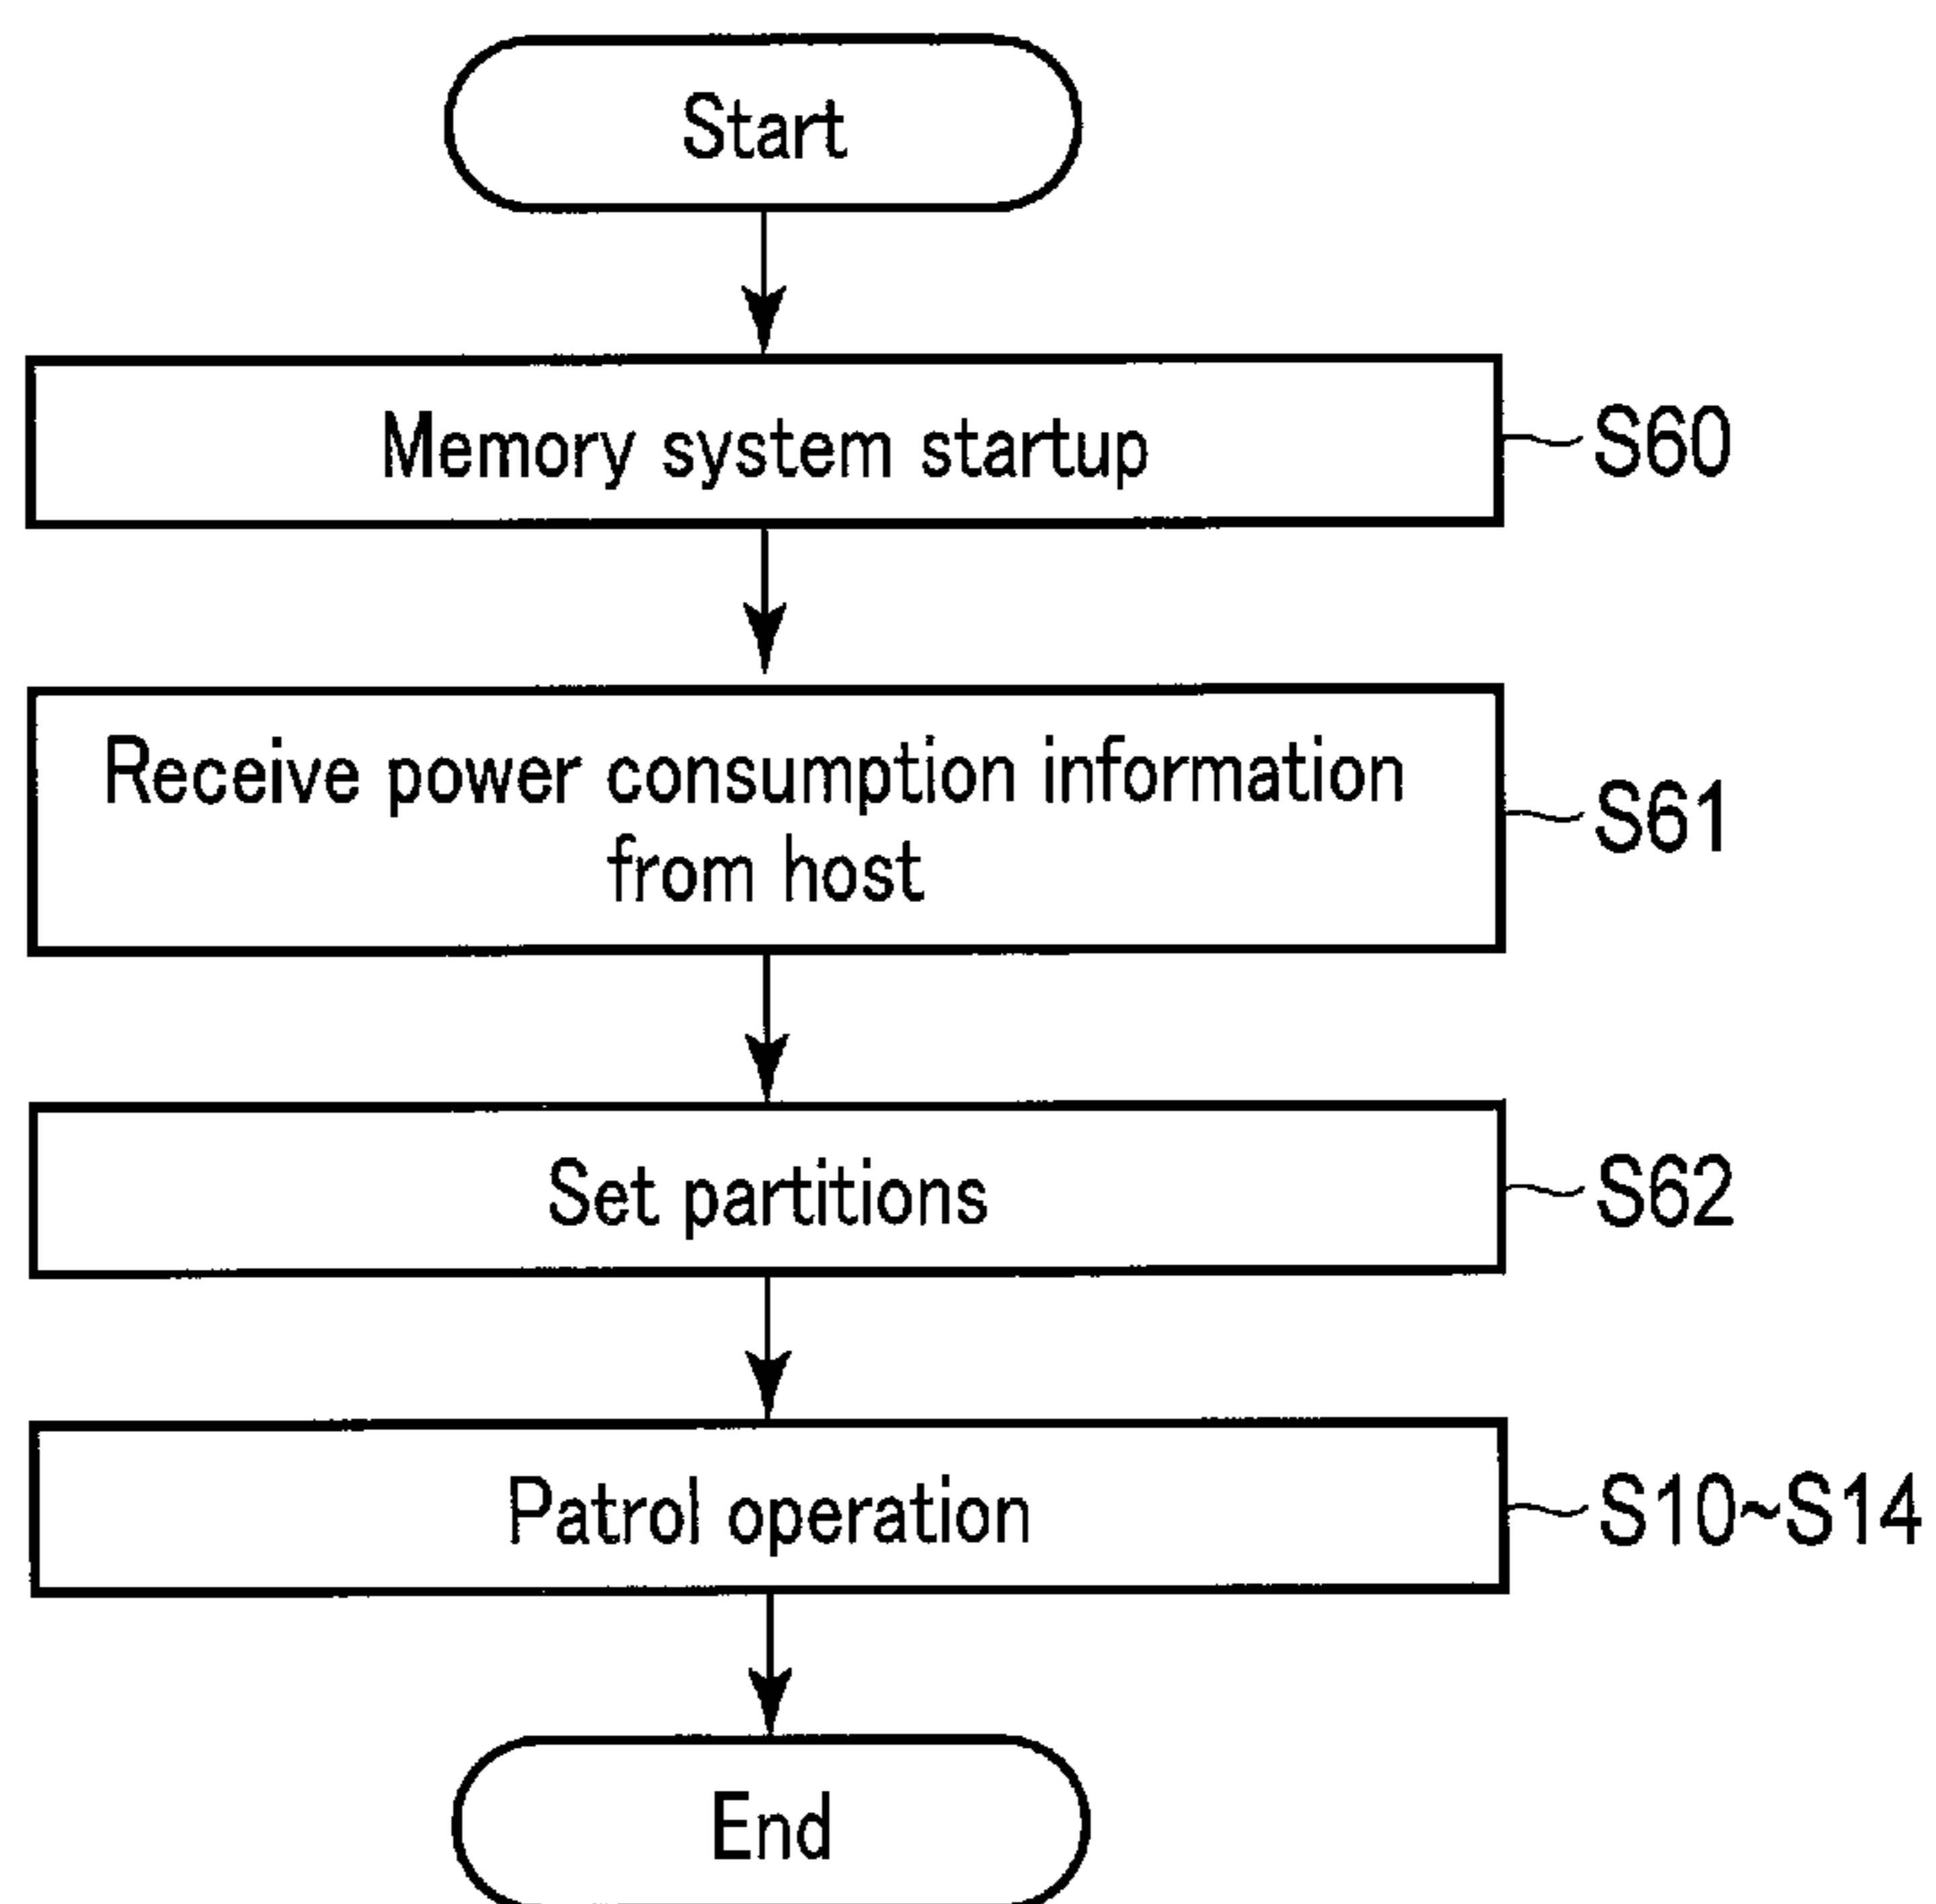 Start
Memory system startup
S60
Receive power consumption information
from host
S61
Set partitions
S62
Patrol operation
S10~S14
End